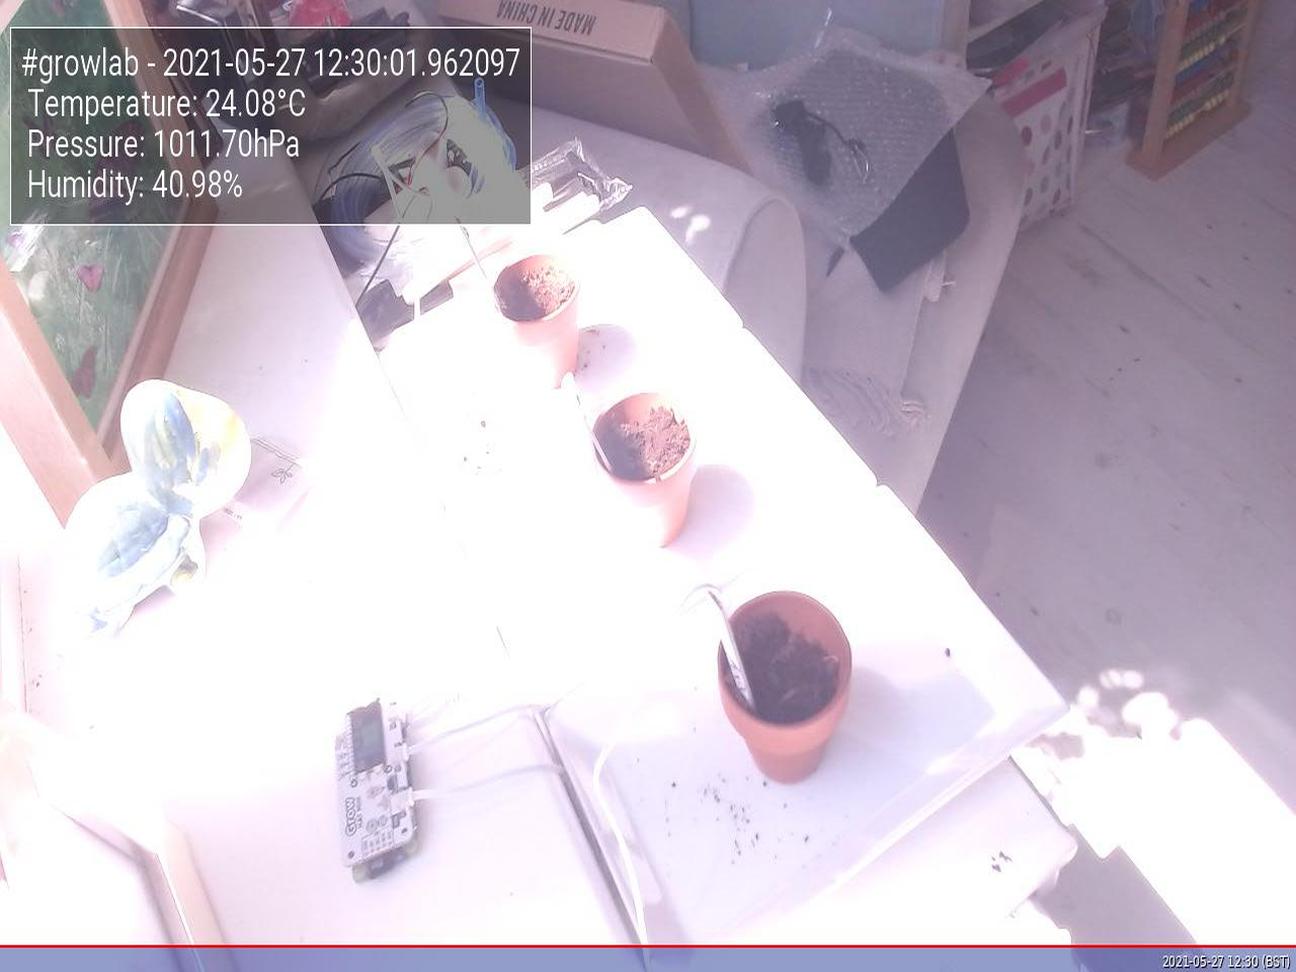 MADE IN CHINA
#growlab - 2021-05-27 12:30:01.962097
Temperature: 24.08°C
Pressure: 1011.70hPa
Humidity: 40.98%
Grow
2021-05-27 12:30 (BST)